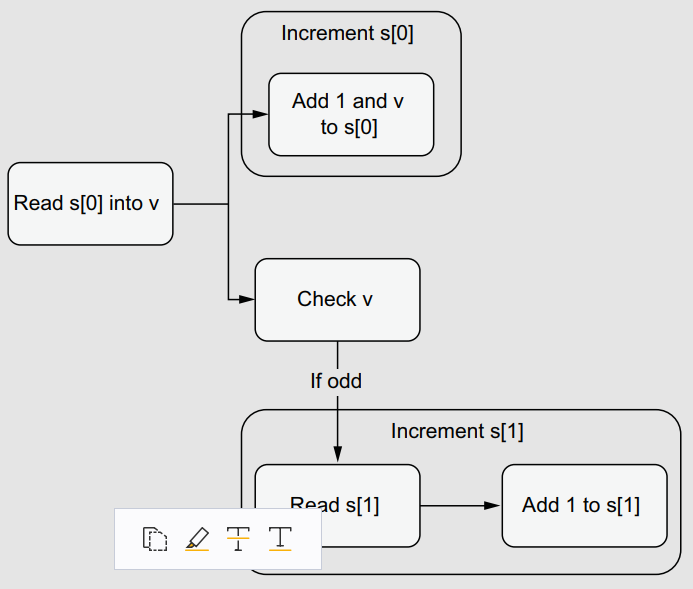 Increment s[0]
Add 1 and v
to s[0]
Read s[0] into v
Check v
If odd
Increment s[1]
Read s[1]
Add 1 to s[1]